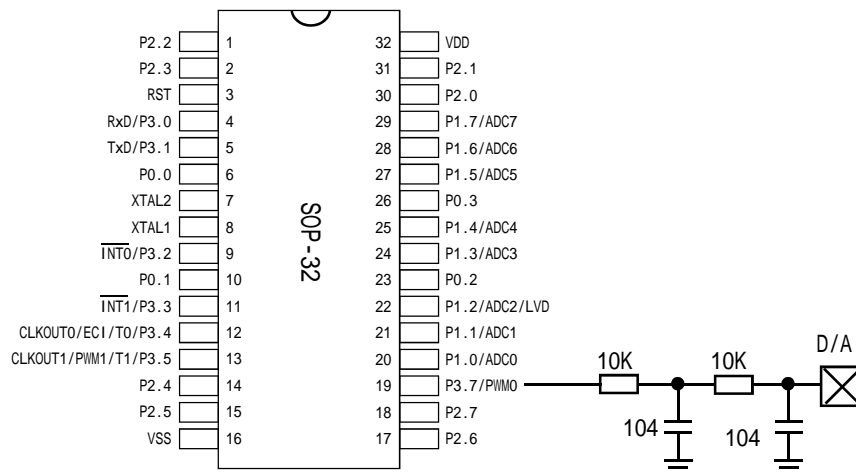 P2.2 1 32 VDD
P2.3 2 31 P2.1
RST 3 30 P2.0
RxD/P3.0 4 29 P1.7/ADC7
TxD/P3.1 5 28 P1.6/ADC6
P0.0 6 27 P1.5/ADC5
XTAL2 7 26 P0.3
XTAL1 8 25 P1.4/ADC4
INT0/P3.2 9 24 P1.3/ADC3
P0.1 10 23 P0.2
INT1/P3.3 11 22 P1.2/ADC2/LVD
CLKOUT0/ECI/T0/P3.4 12 21 P1.1/ADC1
CLKOUT1/PWM1/T1/P3.5 13 20 P1.0/ADC0
P2.4 14 19 P3.7/PWM0
P2.5 15 18 P2.7
VSS 16 17 P2.6
SOP-32
10K 10K D/A
104 104